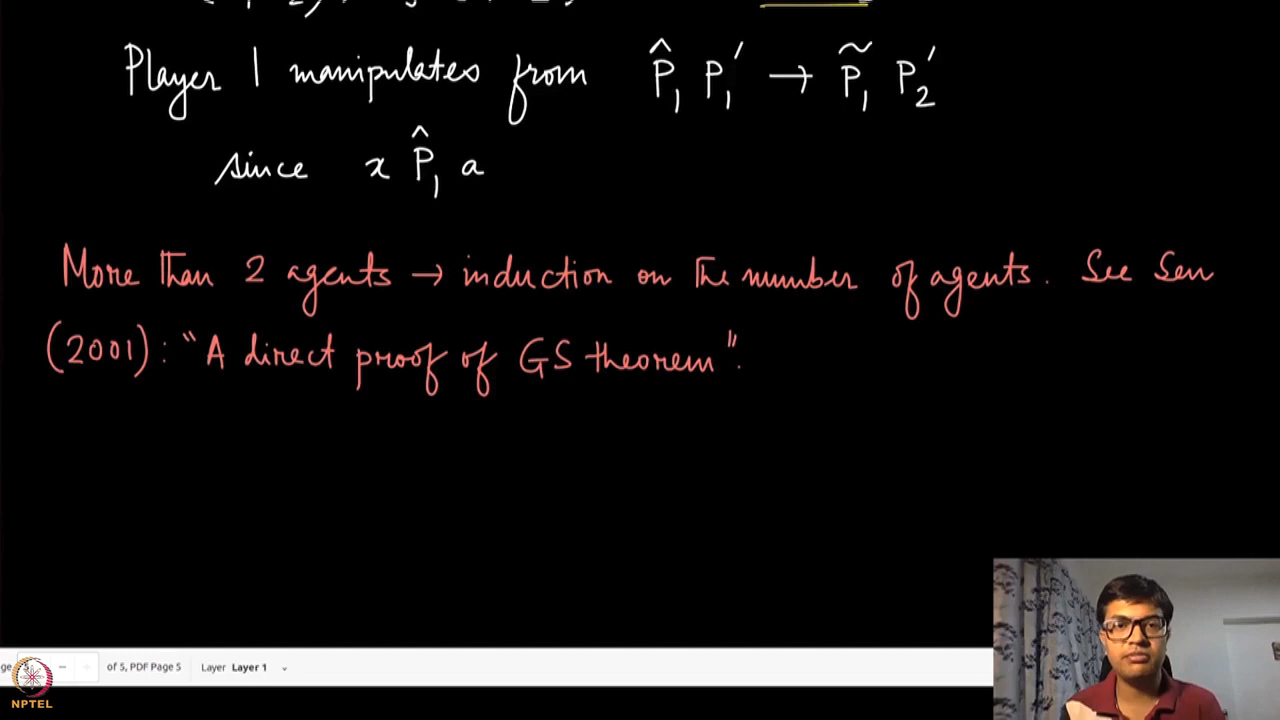 Player 1 manipulates from P̂₁ P₁′ → P̃₁ P₂′
since x P̂₁ a
More than 2 agents → induction on the number of agents. See Sen
(2001): "A direct proof of GS theorem".
of 5, PDF Page 5 Layer Layer 1
NPTEL